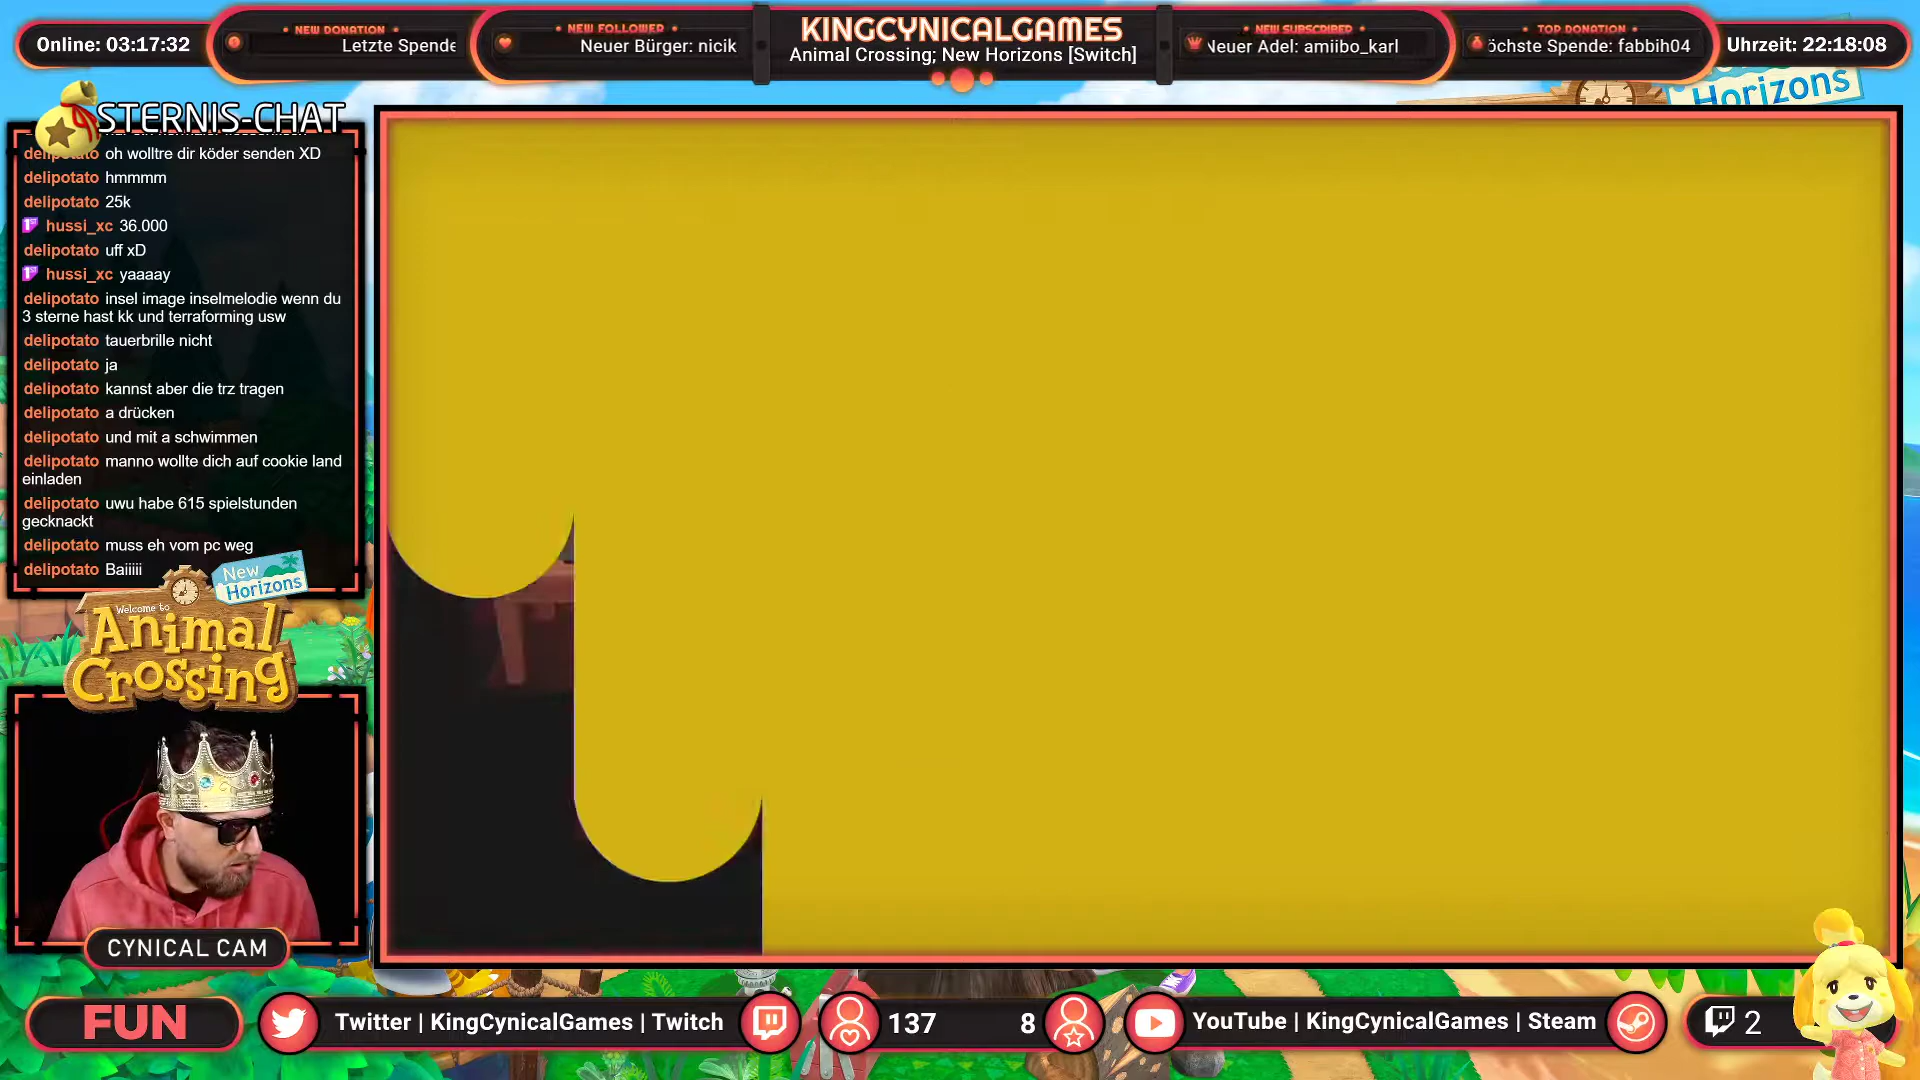 Online: 03:17:32
NEW DONATION
Letzte Spende
NEW FOLLOWER
Neuer Bürger: nicik
KINGCYNICALGAMES
Animal Crossing; New Horizons [Switch]
NEW SUBSCRIBER
Neuer Adel: amiibo_karl
TOP DONATION
öchste Spende: fabbih04
Uhrzeit: 22:18:08
Horizons
STERNIS-CHAT
delipotato oh wolltre dir köder senden XD
delipotato hmmmm
delipotato 25k
hussi_xc 36.000
delipotato uff xD
hussi_xc yaaaay
delipotato insel image inselmelodie wenn du
3 sterne hast kk und terraforming usw
delipotato tauerbrille nicht
delipotato ja
delipotato kannst aber die trz tragen
delipotato a drücken
delipotato und mit a schwimmen
delipotato manno wollte dich auf cookie land
einladen
delipotato uwu habe 615 spielstunden
gecknackt
delipotato muss eh vom pc weg
delipotato Baiiiii
New
Horizons
Welcome to
Animal
Crossing
CYNICAL CAM
FUN
Twitter | KingCynicalGames | Twitch
137
8
YouTube | KingCynicalGames | Steam
2